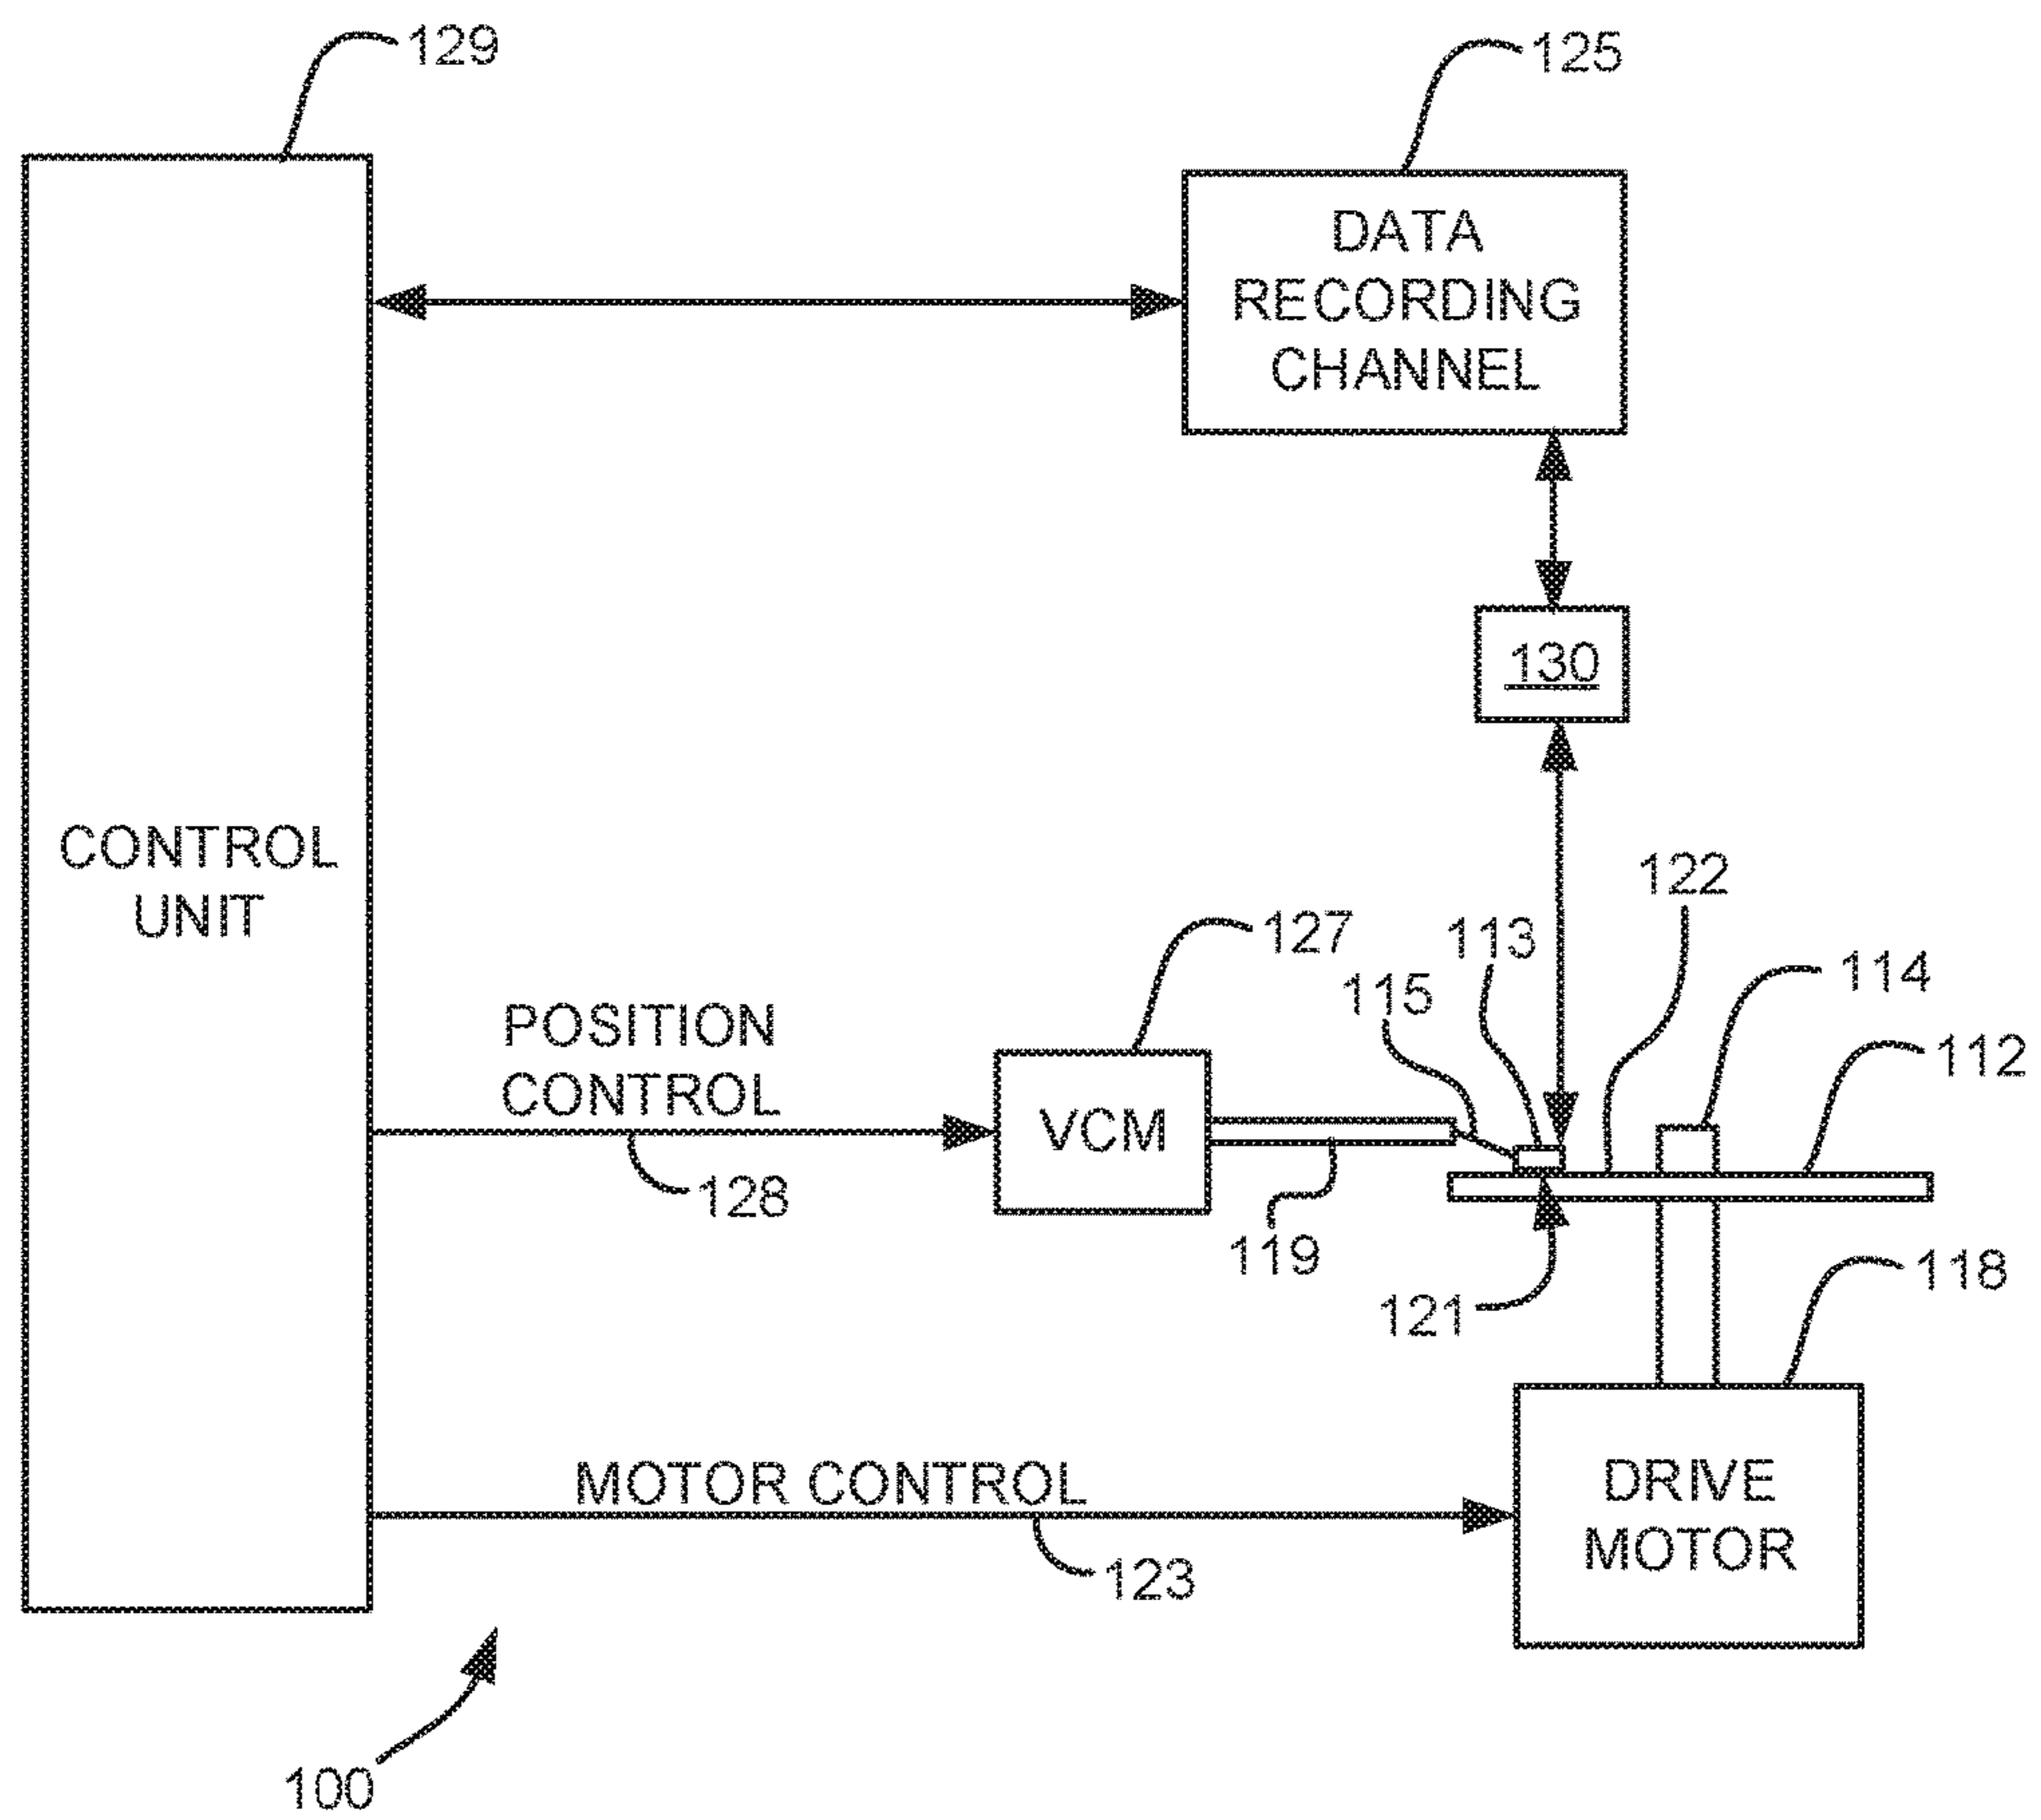 129
125
DATA
RECORDING
CHANNEL
130
CONTROL
UNIT
122
127
113
114
115
POSITION
CONTROL
112
VCM
128
119
118
121
MOTOR CONTROL
DRIVE
MOTOR
123
100